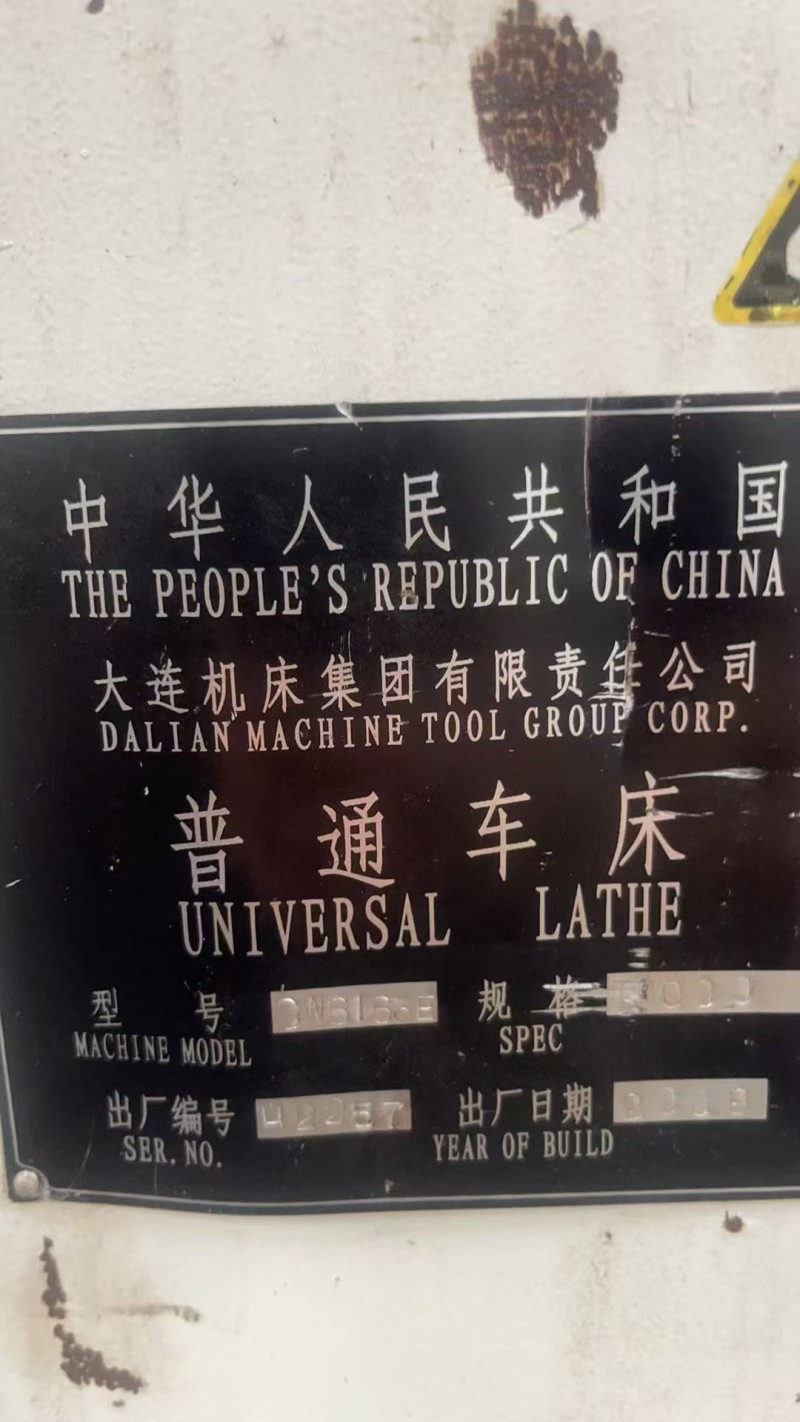 中华人民共和国
THE PEOPLE'S REPUBLIC OF CHINA
大连机床集团有限责任公司
DALIAN MACHINE TOOL GROUP CORP.
普通车床
UNIVERSAL LATHE
型号 规格
MACHINE MODEL SPEC
出厂编号 出厂日期
SER. NO. YEAR OF BUILD